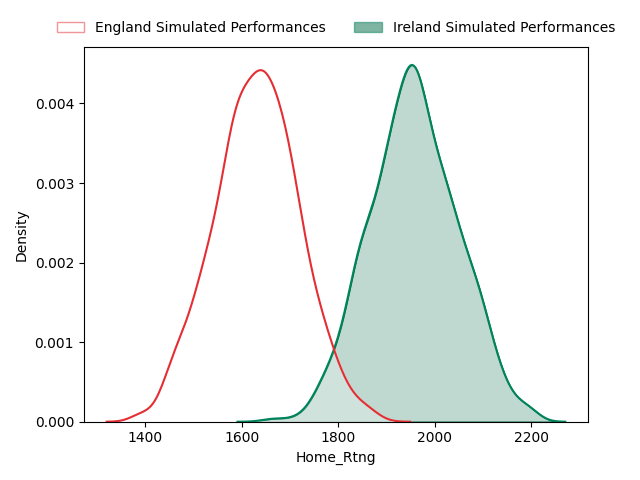 England Simulated Performances Ireland Simulated Performances
Density
0.004
0.003
0.002
0.001
0.000
1400 1600 1800 2000 2200
Home_Rtng